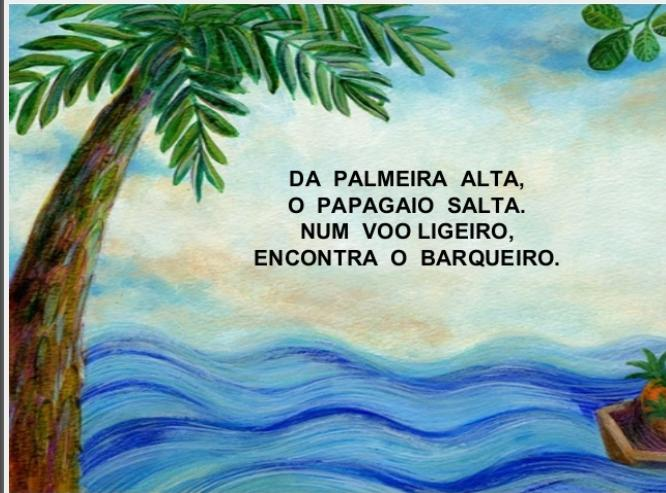 DA PALMEIRA ALTA,
O PAPAGAIO SALTA.
NUM VOO LIGEIRO,
ENCONTRA O BARQUEIRO.